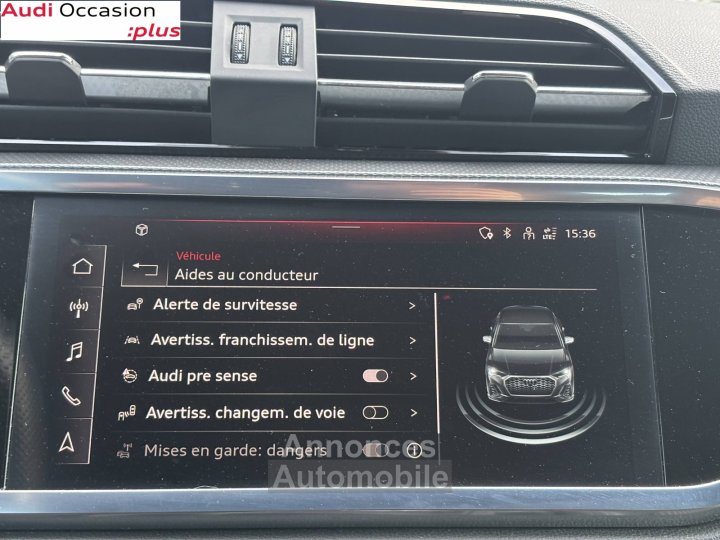 Audi Occasion
:plus
LTE
15:36
Véhicule
Aides au conducteur
Alerte de survitesse
Avertiss. franchissem. de ligne
Audi pre sense
Avertiss. changem. de voie
Mises en garde: dangers
Annonces
Automobile